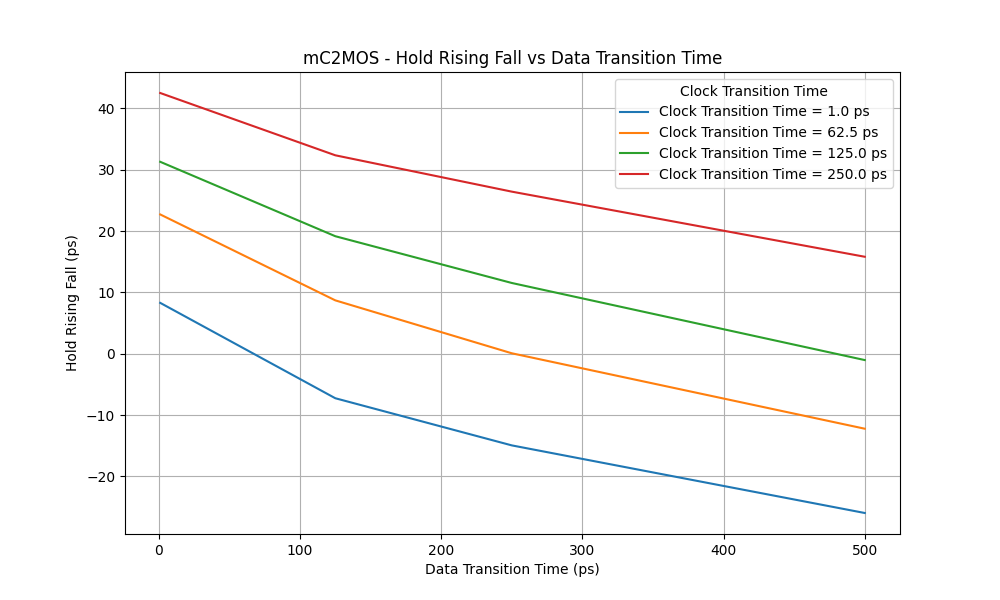 mC2MOS - Hold Rising Fall vs Data Transition Time
Clock Transition Time
Clock Transition Time = 1.0 ps
Clock Transition Time = 62.5 ps
Clock Transition Time = 125.0 ps
Clock Transition Time = 250.0 ps
Hold Rising Fall (ps)
40
30
20
10
0
−10
−20
0 100 200 300 400 500
Data Transition Time (ps)